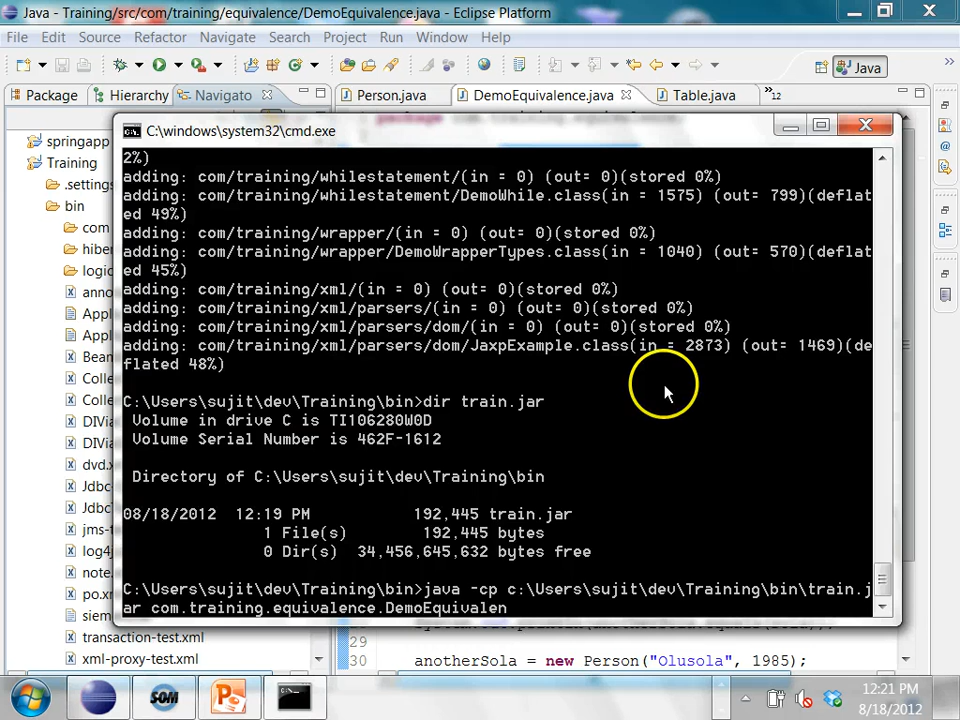 Java - Training/src/com/training/equivalence/DemoEquivalence.java - Eclipse Platform
File Edit Source Refactor Navigate Search Project Run Window Help
Java
Package Hierarchy Navigato Person.java DemoEquivalence.java Table.java 12
package com.training.equivalence;
springapp
Training
.settings
bin
com
hiber
logic
anno
App
App
Bean
Colle
Colle
DIVia
DIVia
dvd.x
Jdbc
Jdbc
jms-t
log4j
note.
po.xn
siem
transaction-test.xml
xml-proxy-test.xml
C:\windows\system32\cmd.exe
2%)
adding: com/training/whilestatement/(in = 0) (out= 0)(stored 0%)
adding: com/training/whilestatement/DemoWhile.class(in = 1575) (out= 799)(deflat
ed 49%)
adding: com/training/wrapper/(in = 0) (out= 0)(stored 0%)
adding: com/training/wrapper/DemoWrapperTypes.class(in = 1040) (out= 570)(deflat
ed 45%)
adding: com/training/xml/(in = 0) (out= 0)(stored 0%)
adding: com/training/xml/parsers/(in = 0) (out= 0)(stored 0%)
adding: com/training/xml/parsers/dom/(in = 0) (out= 0)(stored 0%)
adding: com/training/xml/parsers/dom/JaxpExample.class(in = 2873) (out= 1469)(de
flated 48%)
C:\Users\sujit\dev\Training\bin>dir train.jar
Volume in drive C is TI106280W0D
Volume Serial Number is 462F-1612
Directory of C:\Users\sujit\dev\Training\bin
08/18/2012 12:19 PM 192,445 train.jar
1 File(s) 192,445 bytes
0 Dir(s) 34,456,645,632 bytes free
C:\Users\sujit\dev\Training\bin>java -cp c:\Users\sujit\dev\Training\bin\train.j
ar com.training.equivalence.DemoEquivalen
29
30 anotherSola = new Person("Olusola", 1985);
SOM
12:21 PM
8/18/2012